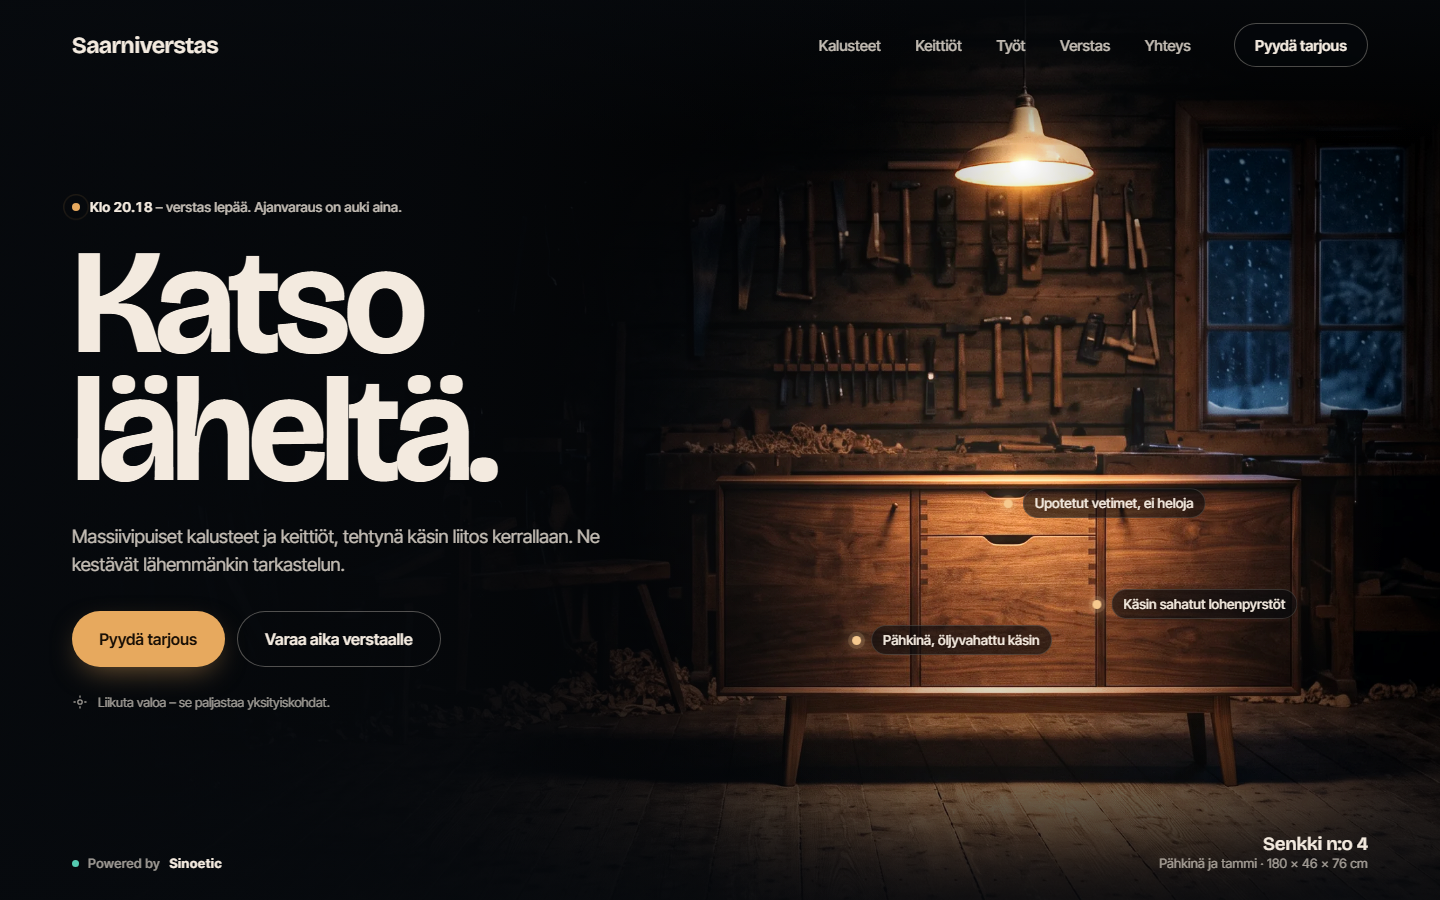 Saarniverstas
Kalusteet
Keittiöt
Työt
Verstas
Yhteys
Pyydä tarjous
Klo 20.18 – verstas lepää. Ajanvaraus on auki aina.
Katso
läheltä.
Massiivipuiset kalusteet ja keittiöt, tehtynä käsin liitos kerrallaan. Ne
kestävät lähemmänkin tarkastelun.
Pyydä tarjous
Varaa aika verstaalle
Liikuta valoa – se paljastaa yksityiskohdat.
Upotetut vetimet, ei heloja
Käsin sahatut lohenpyrstöt
Pähkinä, öljyvahattu käsin
Senkki n:o 4
Pähkinä ja tammi · 180 × 46 × 76 cm
Powered by Sinoetic